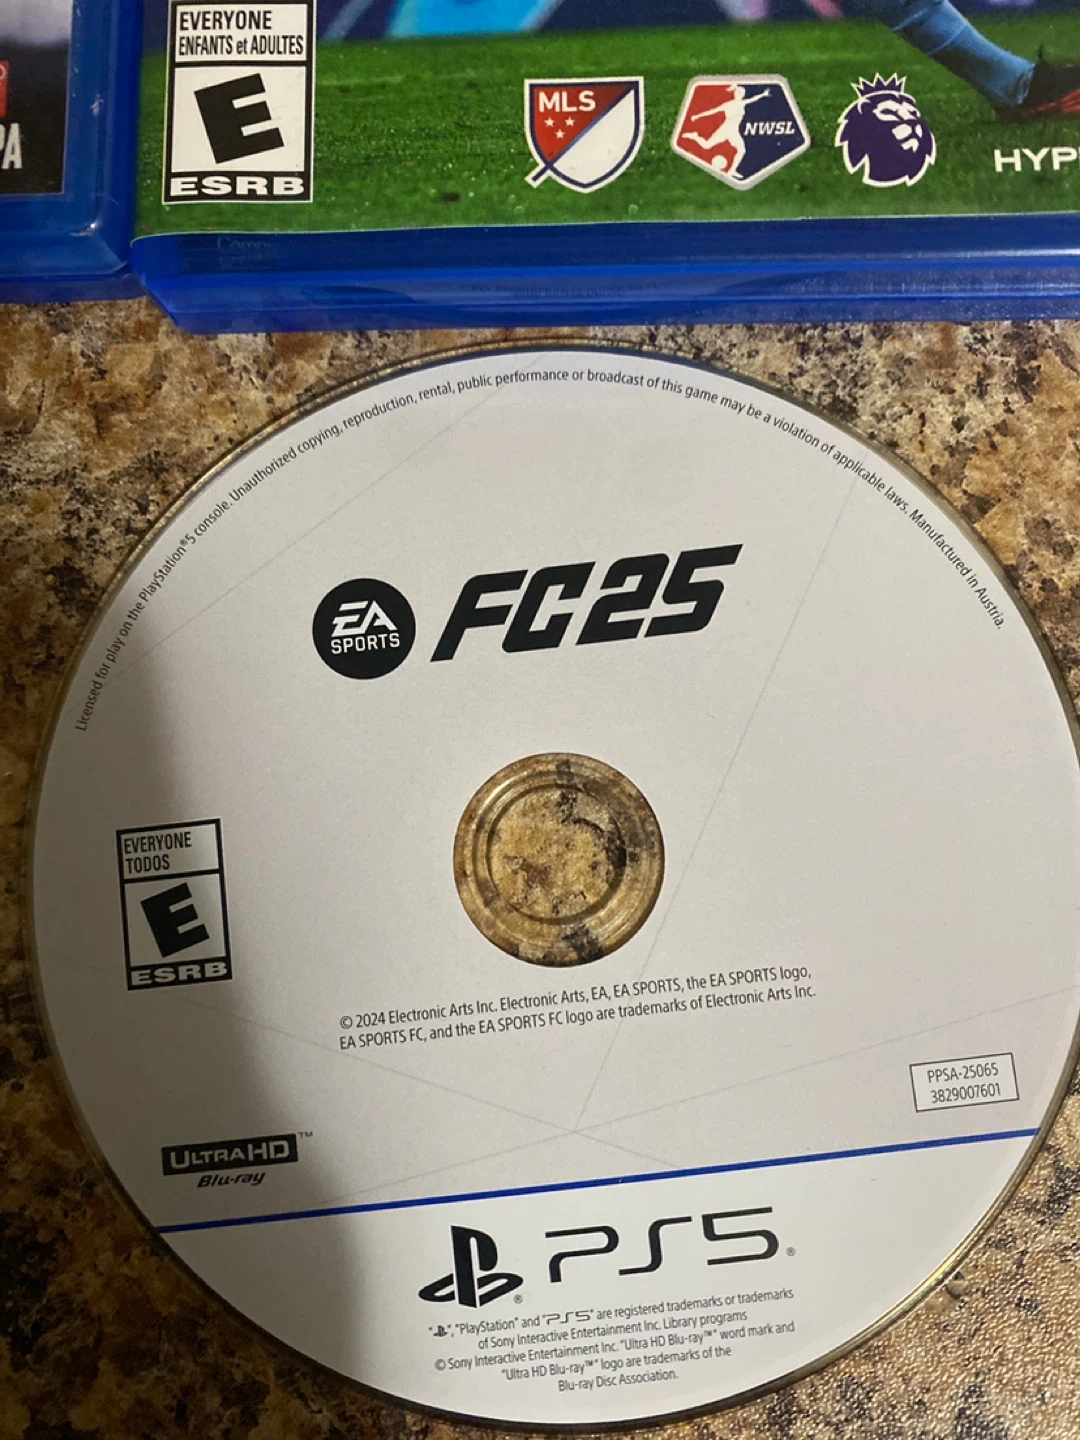 EVERYONE
ENFANTS et ADULTES
E
ESRB
PA
MLS
NWSL
HYP
Licensed for play on the PlayStation®5 console. Unauthorized copying, reproduction, rental, public performance or broadcast of this game may be a violation of applicable laws. Manufactured in Austria.
EA SPORTS FC25
EVERYONE
TODOS
E
ESRB
© 2024 Electronic Arts Inc. Electronic Arts, EA, EA SPORTS, the EA SPORTS logo,
EA SPORTS FC, and the EA SPORTS FC logo are trademarks of Electronic Arts Inc.
PPSA-25065
3829007601
ULTRA HD™
Blu-ray
PS5®
"PlayStation" and "PS5" are registered trademarks or trademarks
of Sony Interactive Entertainment Inc. Library programs
© Sony Interactive Entertainment Inc. "Ultra HD Blu-ray™" word mark and
"Ultra HD Blu-ray™" logo are trademarks of the
Blu-ray Disc Association.